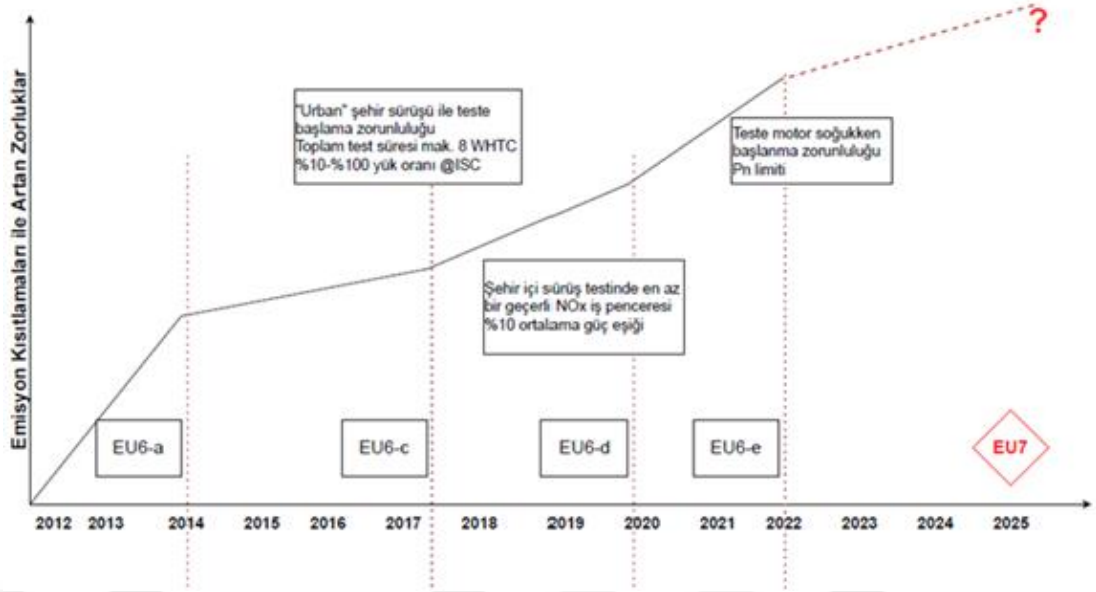 Emisyon Kısıtlamaları ile Artan Zorluklar
?
"Urban" şehir sürüşü ile teste
başlama zorunluluğu
Toplam test süresi mak. 8 WHTC
%10-%100 yük oranı @ISC
Teste motor soğukken
başlanma zorunluluğu
Pn limiti
Şehir içi sürüş testinde en az
bir geçerli NOx iş penceresi
%10 ortalama güç eşiği
EU6-a
EU6-c
EU6-d
EU6-e
EU7
2012 2013 2014 2015 2016 2017 2018 2019 2020 2021 2022 2023 2024 2025